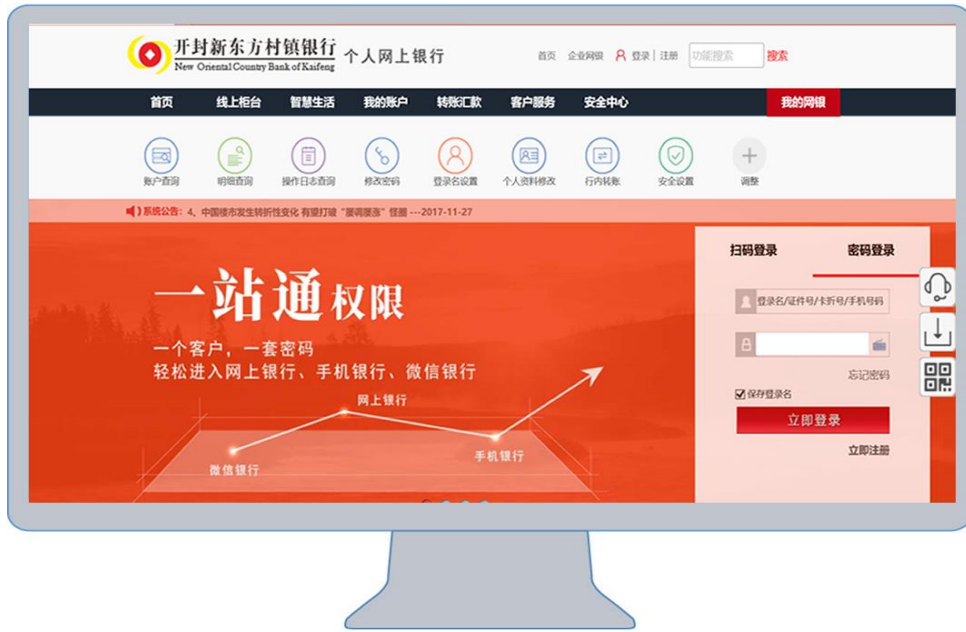 开封新东方村镇银行
New Oriental Country Bank of Kaifeng
个人网上银行
首页 企业网银 登录 | 注册 功能搜索 搜索
首页 线上柜台 智慧生活 我的账户 转账汇款 客户服务 安全中心 我的网银
账户查询 明细查询 操作日志查询 修改密码 登录名设置 个人资料修改 行内转账 安全设置 调整
系统公告: 4、中国楼市发生转折性变化 有望打破“屡调屡涨”怪圈 ---2017-11-27
扫码登录 密码登录
一站通权限
登录名/证件号/卡折号/手机号码
一个客户，一套密码
轻松进入网上银行、手机银行、微信银行
忘记密码
保存登录名
网上银行
立即登录
手机银行
立即注册
微信银行